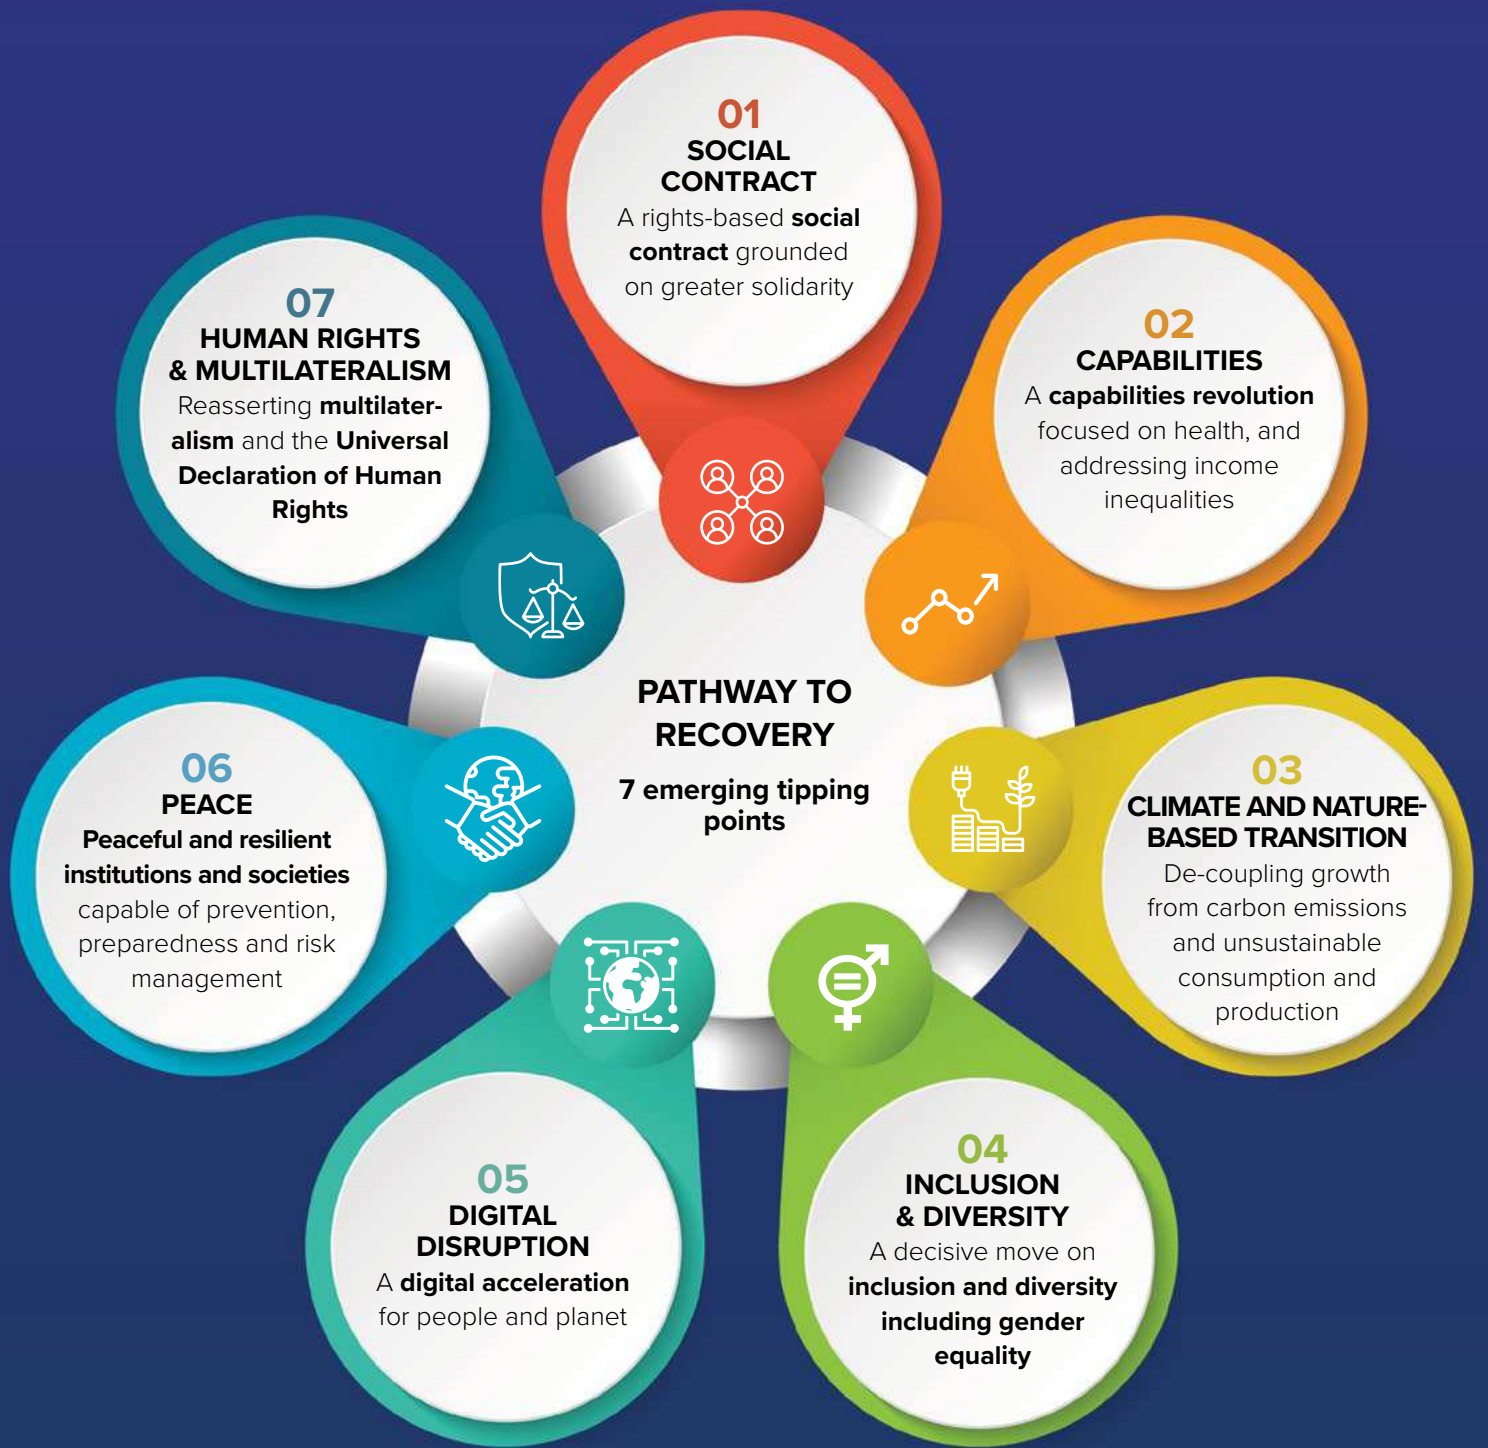 PATHWAY TO
RECOVERY
7 emerging tipping
points
01
SOCIAL
CONTRACT
A rights-based social
contract grounded
on greater solidarity
02
CAPABILITIES
A capabilities revolution
focused on health, and
addressing income
inequalities
03
CLIMATE AND NATURE-
BASED TRANSITION
De-coupling growth
from carbon emissions
and unsustainable
consumption and
production
04
INCLUSION
& DIVERSITY
A decisive move on
inclusion and diversity
including gender
equality
05
DIGITAL
DISRUPTION
A digital acceleration
for people and planet
06
PEACE
Peaceful and resilient
institutions and societies
capable of prevention,
preparedness and risk
management
07
HUMAN RIGHTS
& MULTILATERALISM
Reasserting multilater-
alism and the Universal
Declaration of Human
Rights